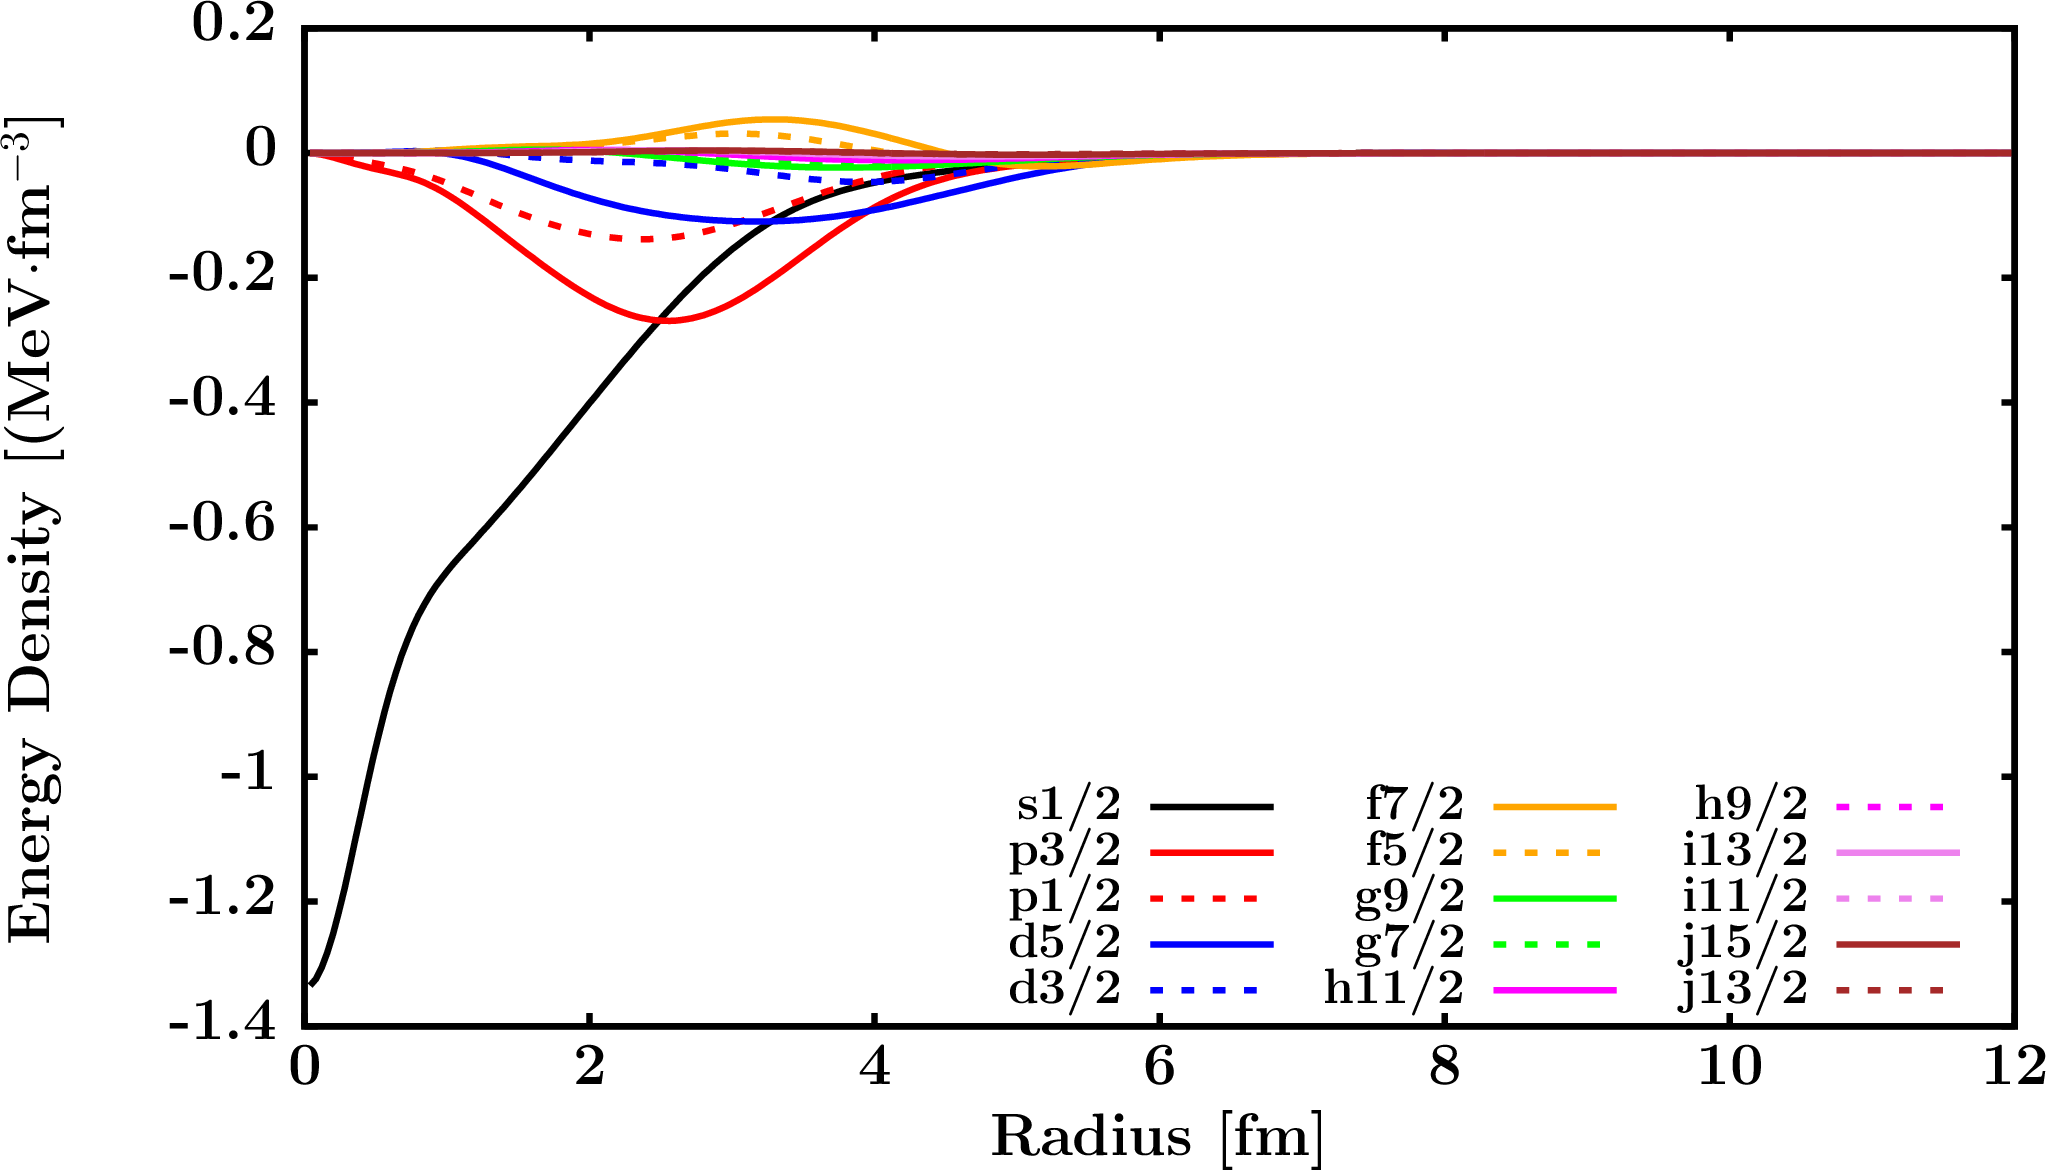 0.2
0
-0.2
-0.4
-0.6
-0.8
-1
-1.2
-1.4
Energy Density [(MeV·fm−3]
s1/2 f7/2 h9/2
p3/2 f5/2 i13/2
p1/2 g9/2 i11/2
d5/2 g7/2 j15/2
d3/2 h11/2 j13/2
0 2 4 6 8 10 12
Radius [fm]